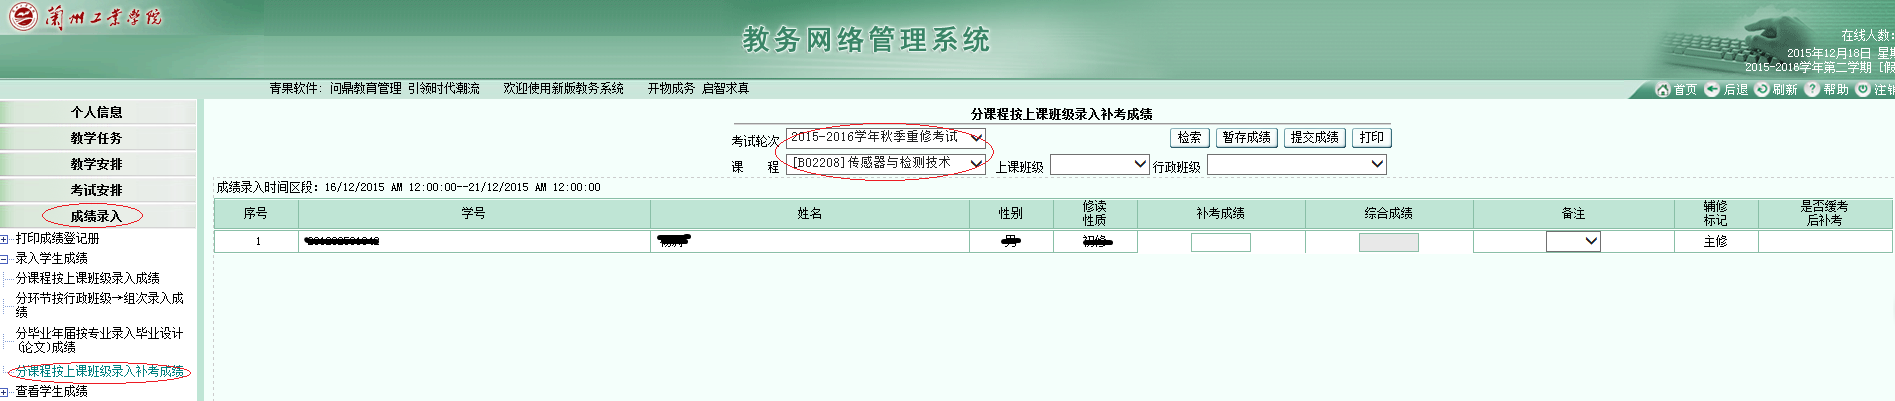 兰州工业学院
教务网络管理系统
在线人数:
2015年12月18日 星期
2015-2016学年第二学期 [假
青果软件: 问鼎教育管理 引领时代潮流 欢迎使用新版教务系统 开物成务 启智求真
首页 后退 刷新 帮助 注销
个人信息
教学任务
教学安排
考试安排
成绩录入
打印成绩登记册
录入学生成绩
分课程按上课班级录入成绩
分环节按行政班级→组次录入成
绩
分毕业年届按专业录入毕业设计
(论文)成绩
分课程按上课班级录入补考成绩
查看学生成绩
分课程按上课班级录入补考成绩
考试轮次 2015-2016学年秋季重修考试 检索 暂存成绩 提交成绩 打印
课 程 [B02208]传感器与检测技术 上课班级 行政班级
成绩录入时间区段: 16/12/2015 AM 12:00:00--21/12/2015 AM 12:00:00
序号 学号 姓名 性别 修读性质 补考成绩 综合成绩 备注 辅修标记 是否缓考后补考
1 男 初修 主修